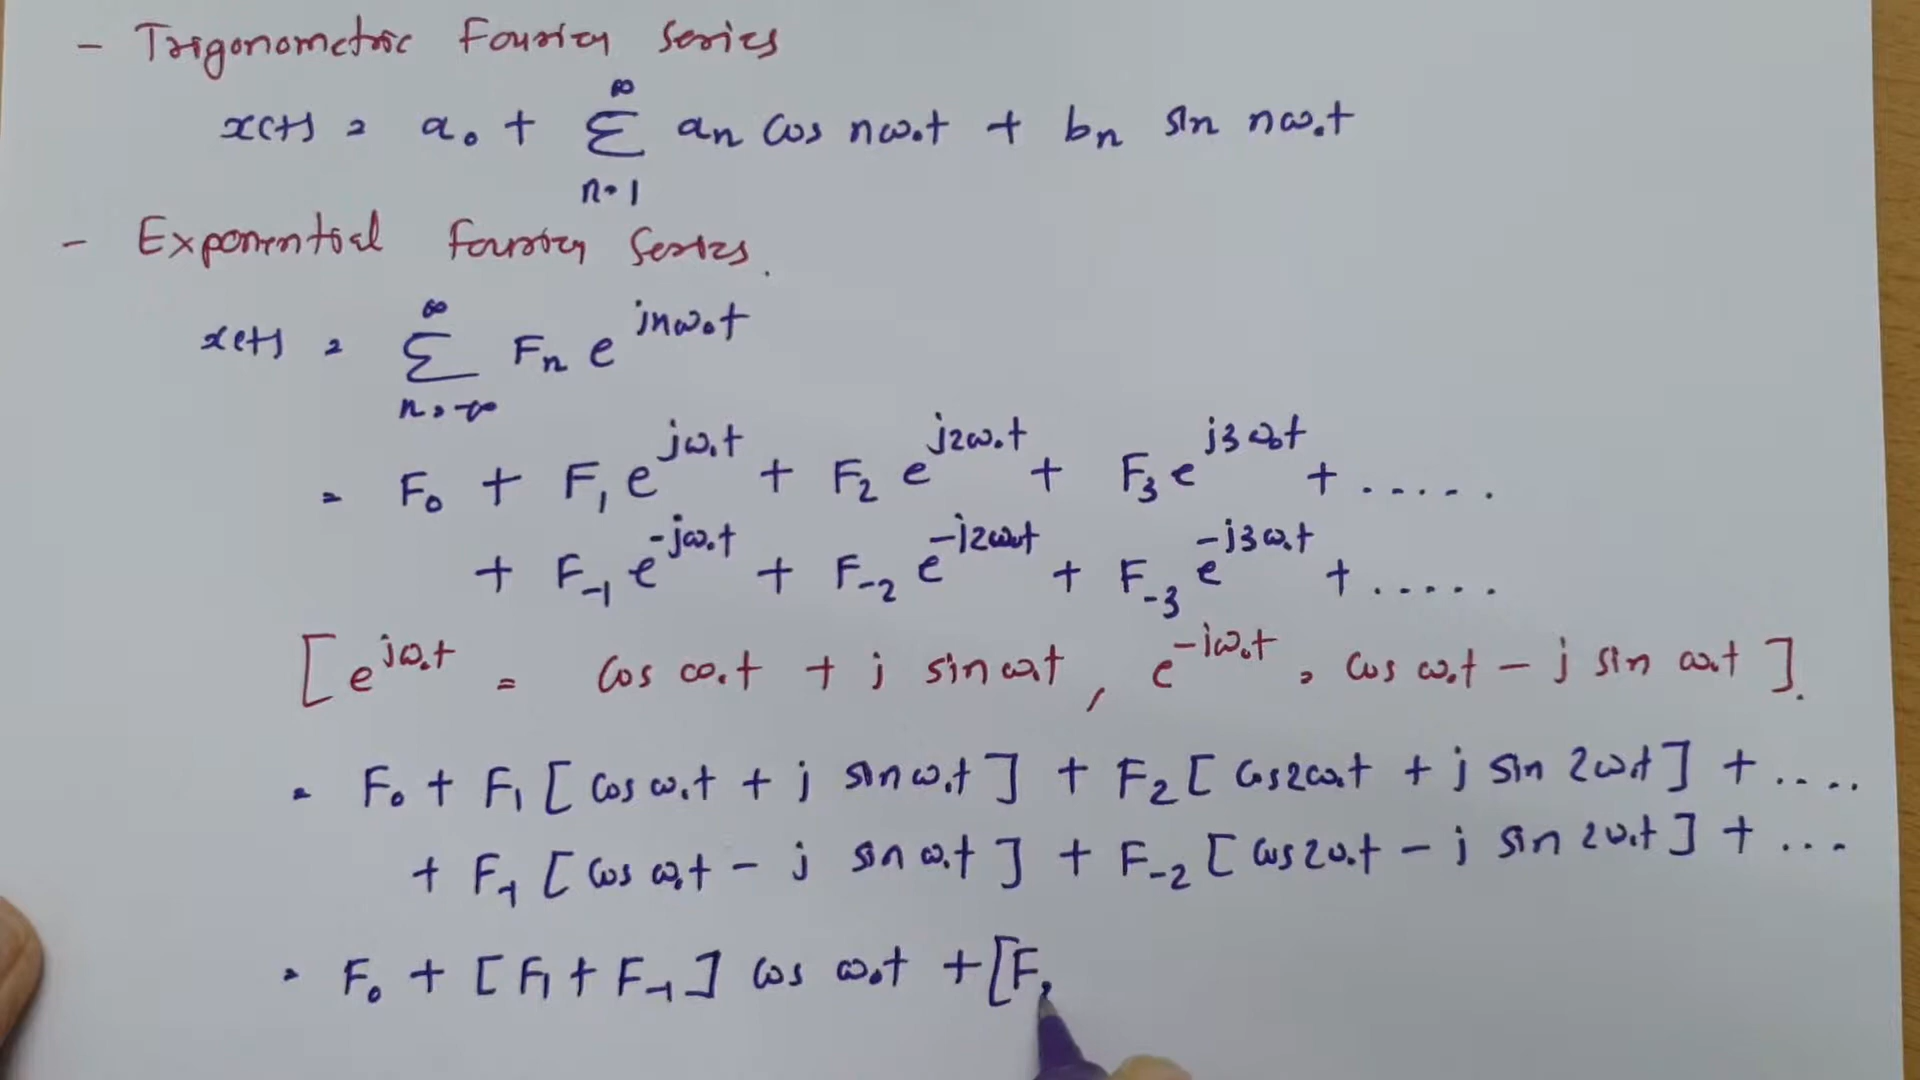 - Trigonometric Fourier Series
x(t) = a₀ + ∑ aₙ cos nω₀t + bₙ sin nω₀t
∞
n=1
- Exponential Fourier Series.
x(t) = ∑ Fₙ e^{jnω₀t}
∞
n=-∞
= F₀ + F₁ e^{jω₀t} + F₂ e^{j2ω₀t} + F₃ e^{j3ω₀t} + .....
+ F₋₁ e^{-jω₀t} + F₋₂ e^{-j2ω₀t} + F₋₃ e^{-j3ω₀t} + .....
[e^{jω₀t} = cos ω₀t + j sin ω₀t, e^{-jω₀t} = cos ω₀t - j sin ω₀t].
= F₀ + F₁ [cos ω₀t + j sin ω₀t] + F₂ [cos 2ω₀t + j sin 2ω₀t] + ....
+ F₋₁ [cos ω₀t - j sin ω₀t] + F₋₂ [cos 2ω₀t - j sin 2ω₀t] + ...
= F₀ + [F₁ + F₋₁] cos ω₀t + [F